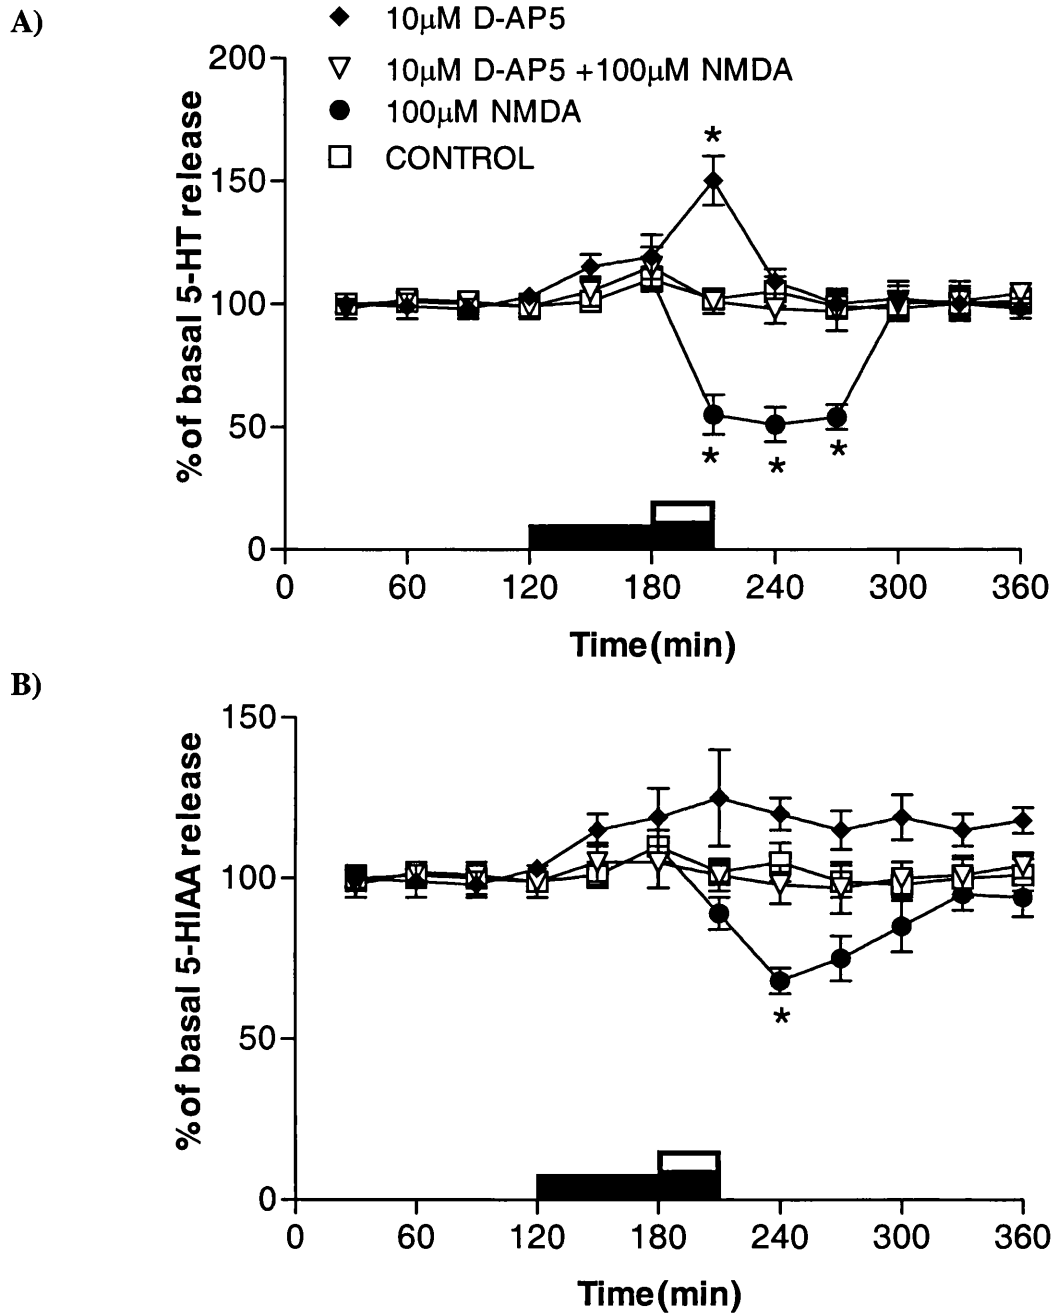 A)
10µM D-AP5
10µM D-AP5 +100µM NMDA
100µM NMDA
CONTROL
% of basal 5-HT release
200
150
100
50
0
0 60 120 180 240 300 360
*
* * *
Time(min)
B)
% of basal 5-HIAA release
150
100
50
0
*
0 60 120 180 240 300 360
Time(min)